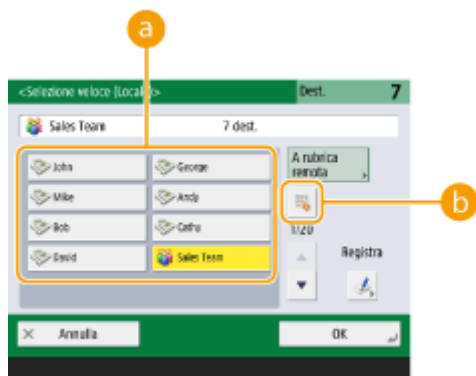 a
<Selezione veloce (Locale)> Dest. 7
Sales Team 7 dest.
John George A rubrica
remota
Mike Andy
b
Bob Cathy 1/20
David Sales Team Registra
× Annulla OK